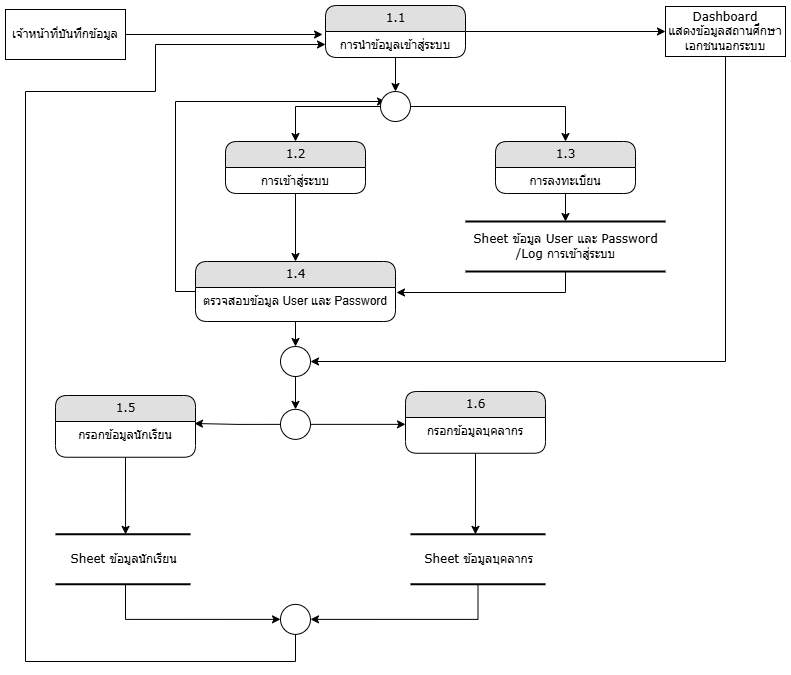 เจ้าหน้าที่บันทึกข้อมูล
1.1
การนำข้อมูลเข้าสู่ระบบ
Dashboard
แสดงข้อมูลสถานศึกษา
เอกชนนอกระบบ
1.2
การเข้าสู่ระบบ
1.3
การลงทะเบียน
Sheet ข้อมูล User และ Password
/Log การเข้าสู่ระบบ
1.4
ตรวจสอบข้อมูล User และ Password
1.5
กรอกข้อมูลนักเรียน
1.6
กรอกข้อมูลบุคลากร
Sheet ข้อมูลนักเรียน
Sheet ข้อมูลบุคลากร